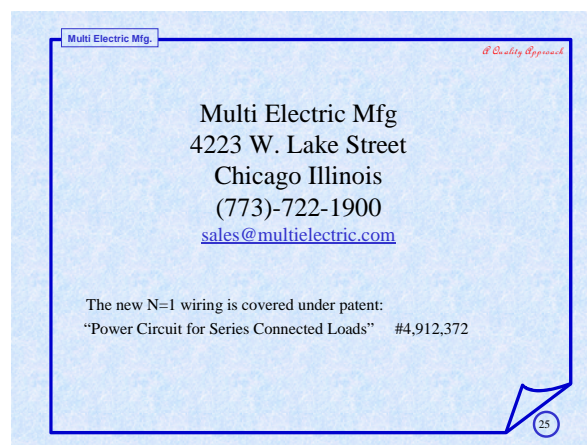 Multi Electric Mfg.
A Quality Approach
Multi Electric Mfg
4223 W. Lake Street
Chicago Illinois
(773)-722-1900
sales@multielectric.com
The new N=1 wiring is covered under patent:
“Power Circuit for Series Connected Loads” #4,912,372
25